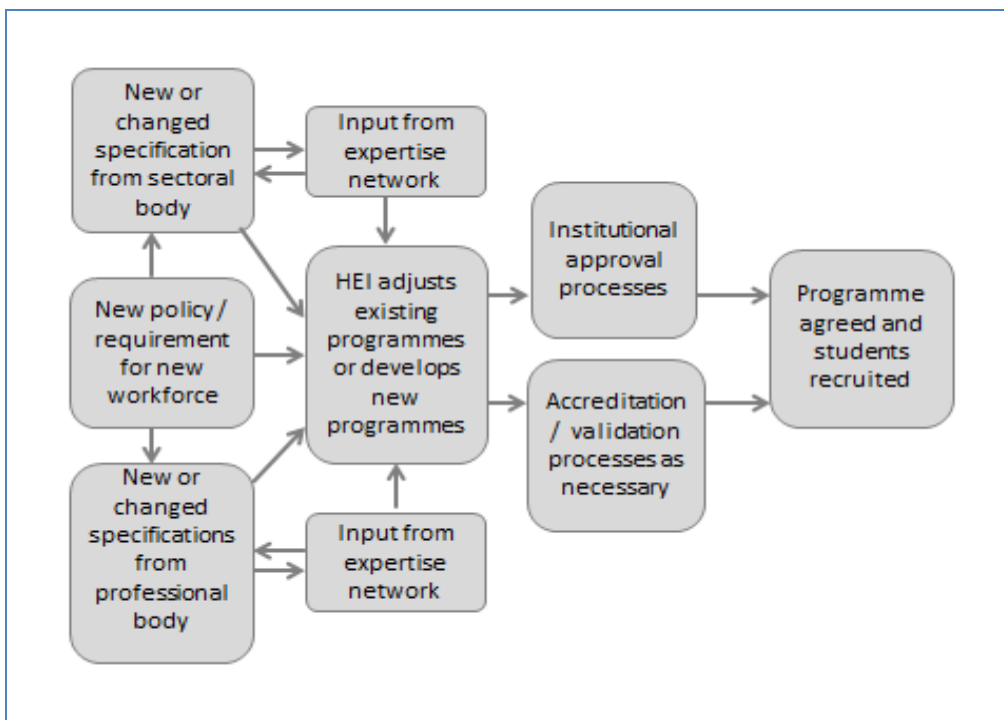 New or
changed
specification
from sectoral
body
Input from
expertise
network
New policy/
requirement
for new
workforce
HEI adjusts
existing
programmes
or develops
new
programmes
Institutional
approval
processes
Programme
agreed and
students
recruited
Accreditation
/ validation
processes as
necessary
New or
changed
specifications
from
professional
body
Input from
expertise
network